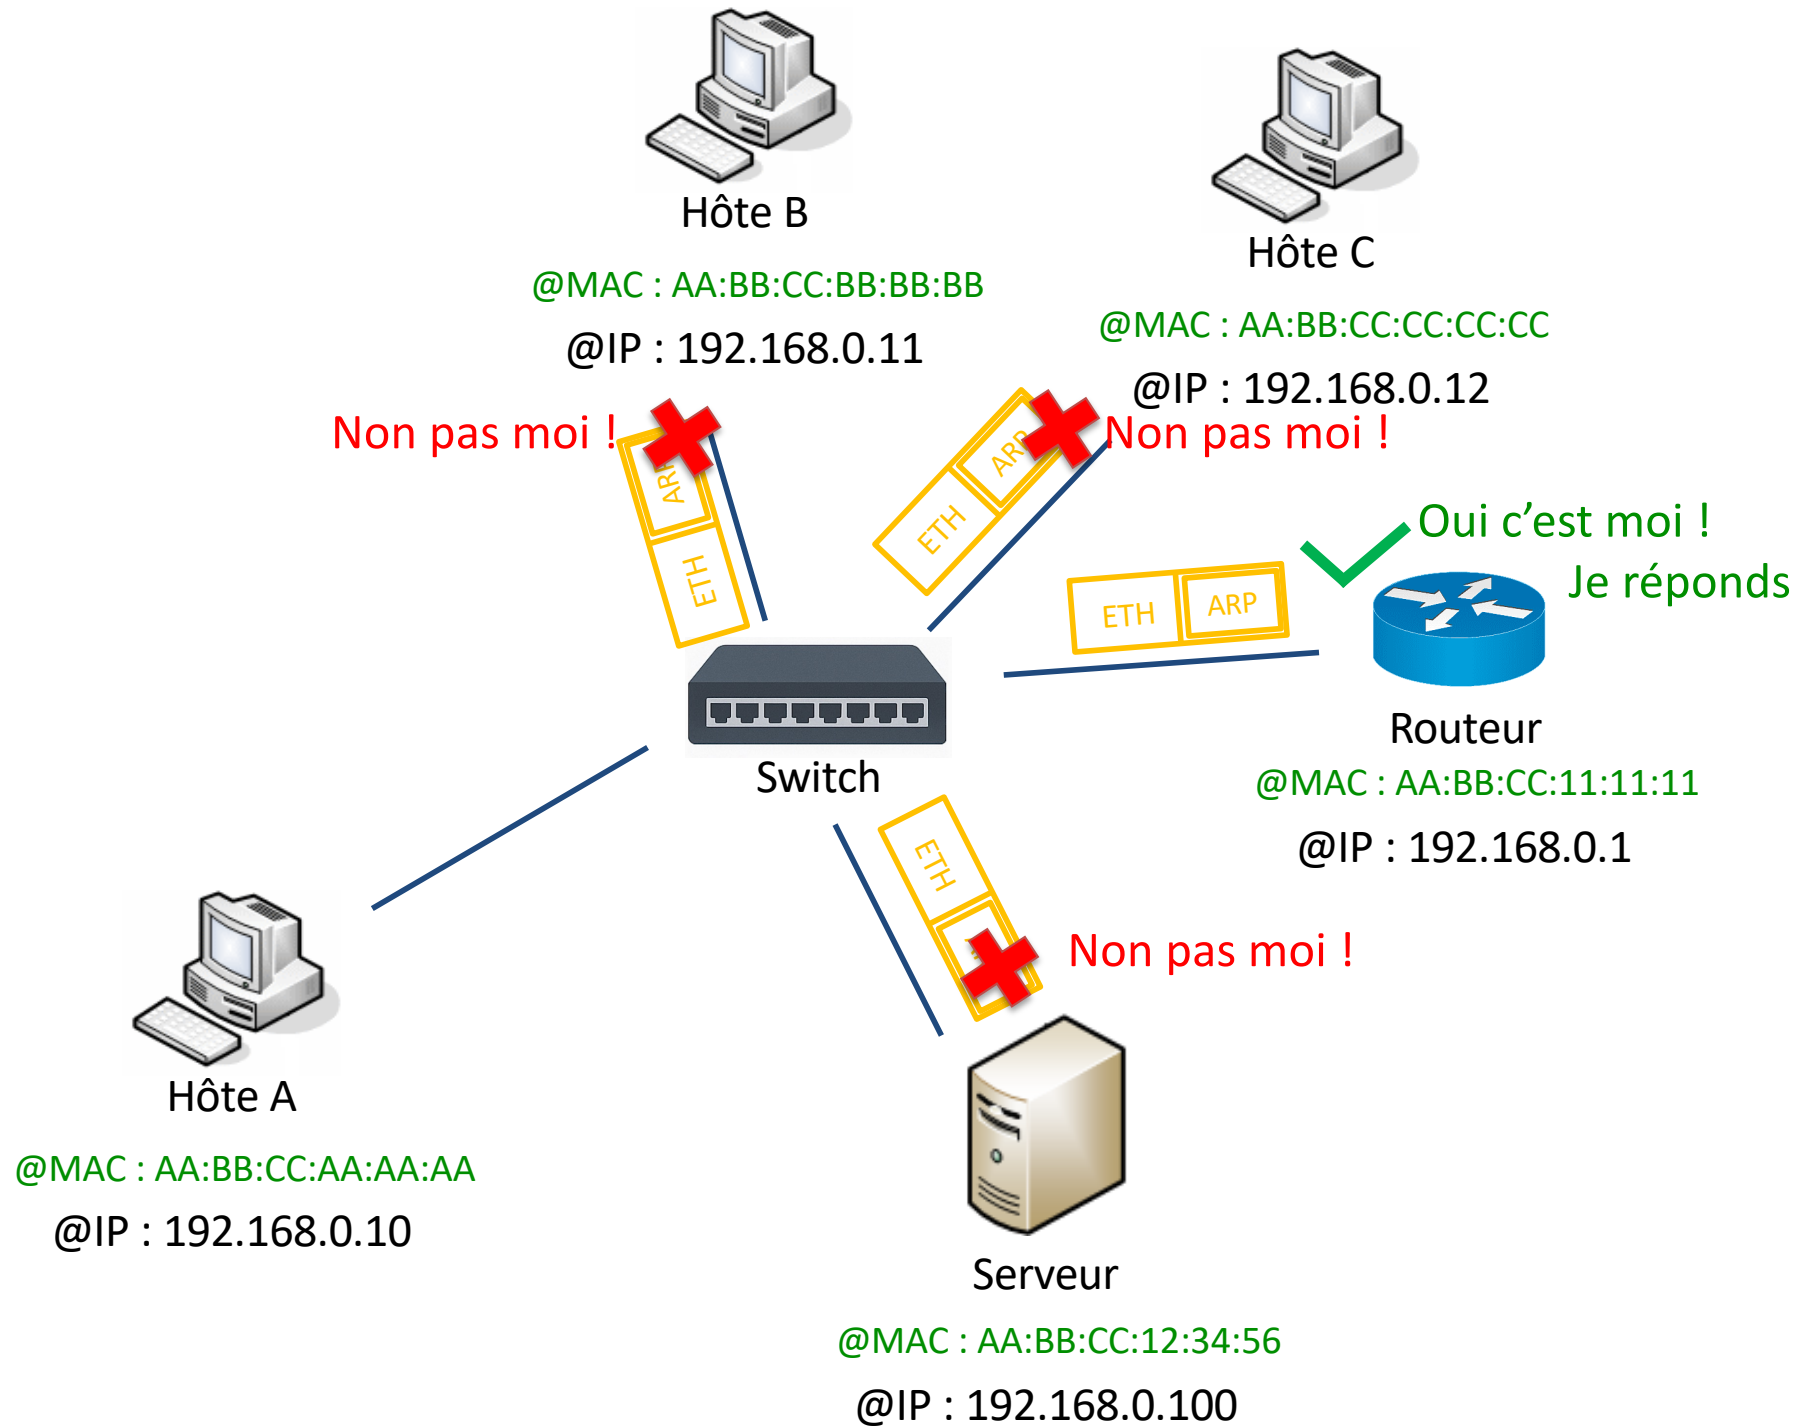 Hôte B
@MAC : AA:BB:CC:BB:BB:BB
@IP : 192.168.0.11
Hôte C
@MAC : AA:BB:CC:CC:CC:CC
@IP : 192.168.0.12
Non pas moi !
ARP
ETH
ARP
ETH
Non pas moi !
ETH
ARP
Oui c’est moi !
Je réponds
Routeur
@MAC : AA:BB:CC:11:11:11
@IP : 192.168.0.1
Switch
ETH
Non pas moi !
Hôte A
@MAC : AA:BB:CC:AA:AA:AA
@IP : 192.168.0.10
Serveur
@MAC : AA:BB:CC:12:34:56
@IP : 192.168.0.100